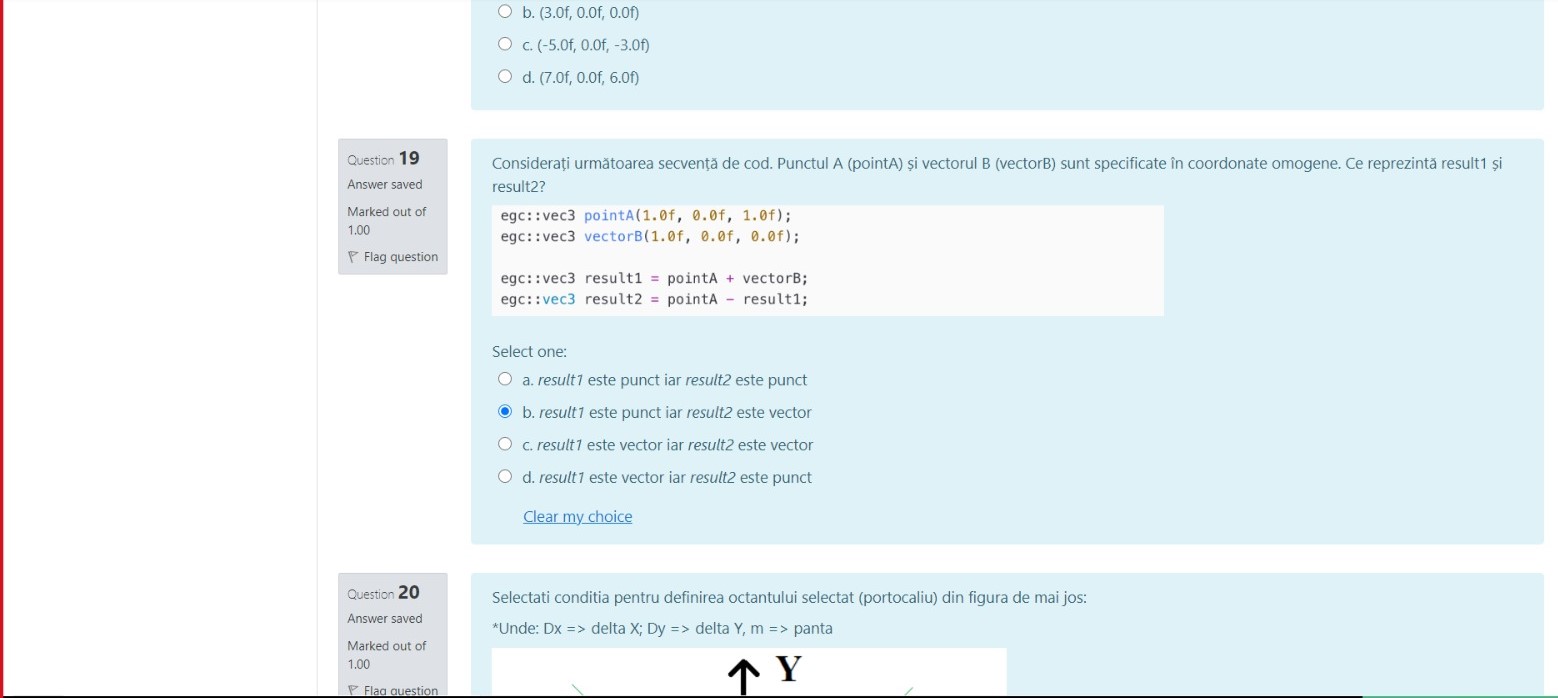 b. (3.0f, 0.0f, 0.0f)
c. (-5.0f, 0.0f, -3.0f)
d. (7.0f, 0.0f, 6.0f)
Question 19
Answer saved
Marked out of
1.00
Flag question
Considerați următoarea secvență de cod. Punctul A (pointA) și vectorul B (vectorB) sunt specificate în coordonate omogene. Ce reprezintă result1 și
result2?
egc::vec3 pointA(1.0f, 0.0f, 1.0f);
egc::vec3 vectorB(1.0f, 0.0f, 0.0f);
egc::vec3 result1 = pointA + vectorB;
egc::vec3 result2 = pointA - result1;
Select one:
a. result1 este punct iar result2 este punct
b. result1 este punct iar result2 este vector
c. result1 este vector iar result2 este vector
d. result1 este vector iar result2 este punct
Clear my choice
Question 20
Answer saved
Marked out of
1.00
Flag question
Selectati conditia pentru definirea octantului selectat (portocaliu) din figura de mai jos:
*Unde: Dx => delta X; Dy => delta Y, m => panta
Y